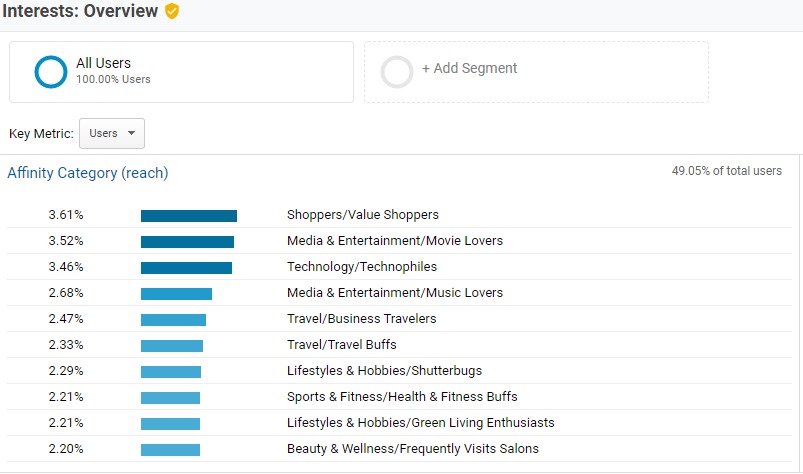 Interests: Overview
All Users
100.00% Users
+ Add Segment
Key Metric: Users
Affinity Category (reach) 49.05% of total users
3.61% Shoppers/Value Shoppers
3.52% Media & Entertainment/Movie Lovers
3.46% Technology/Technophiles
2.68% Media & Entertainment/Music Lovers
2.47% Travel/Business Travelers
2.33% Travel/Travel Buffs
2.29% Lifestyles & Hobbies/Shutterbugs
2.21% Sports & Fitness/Health & Fitness Buffs
2.21% Lifestyles & Hobbies/Green Living Enthusiasts
2.20% Beauty & Wellness/Frequently Visits Salons